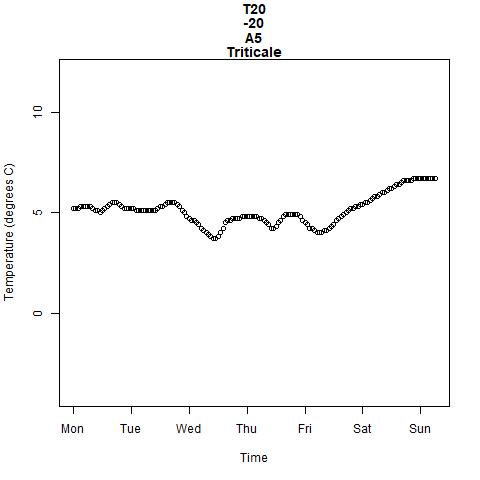 T20
-20
A5
Triticale
Temperature (degrees C)
10
5
0
Mon Tue Wed Thu Fri Sat Sun
Time